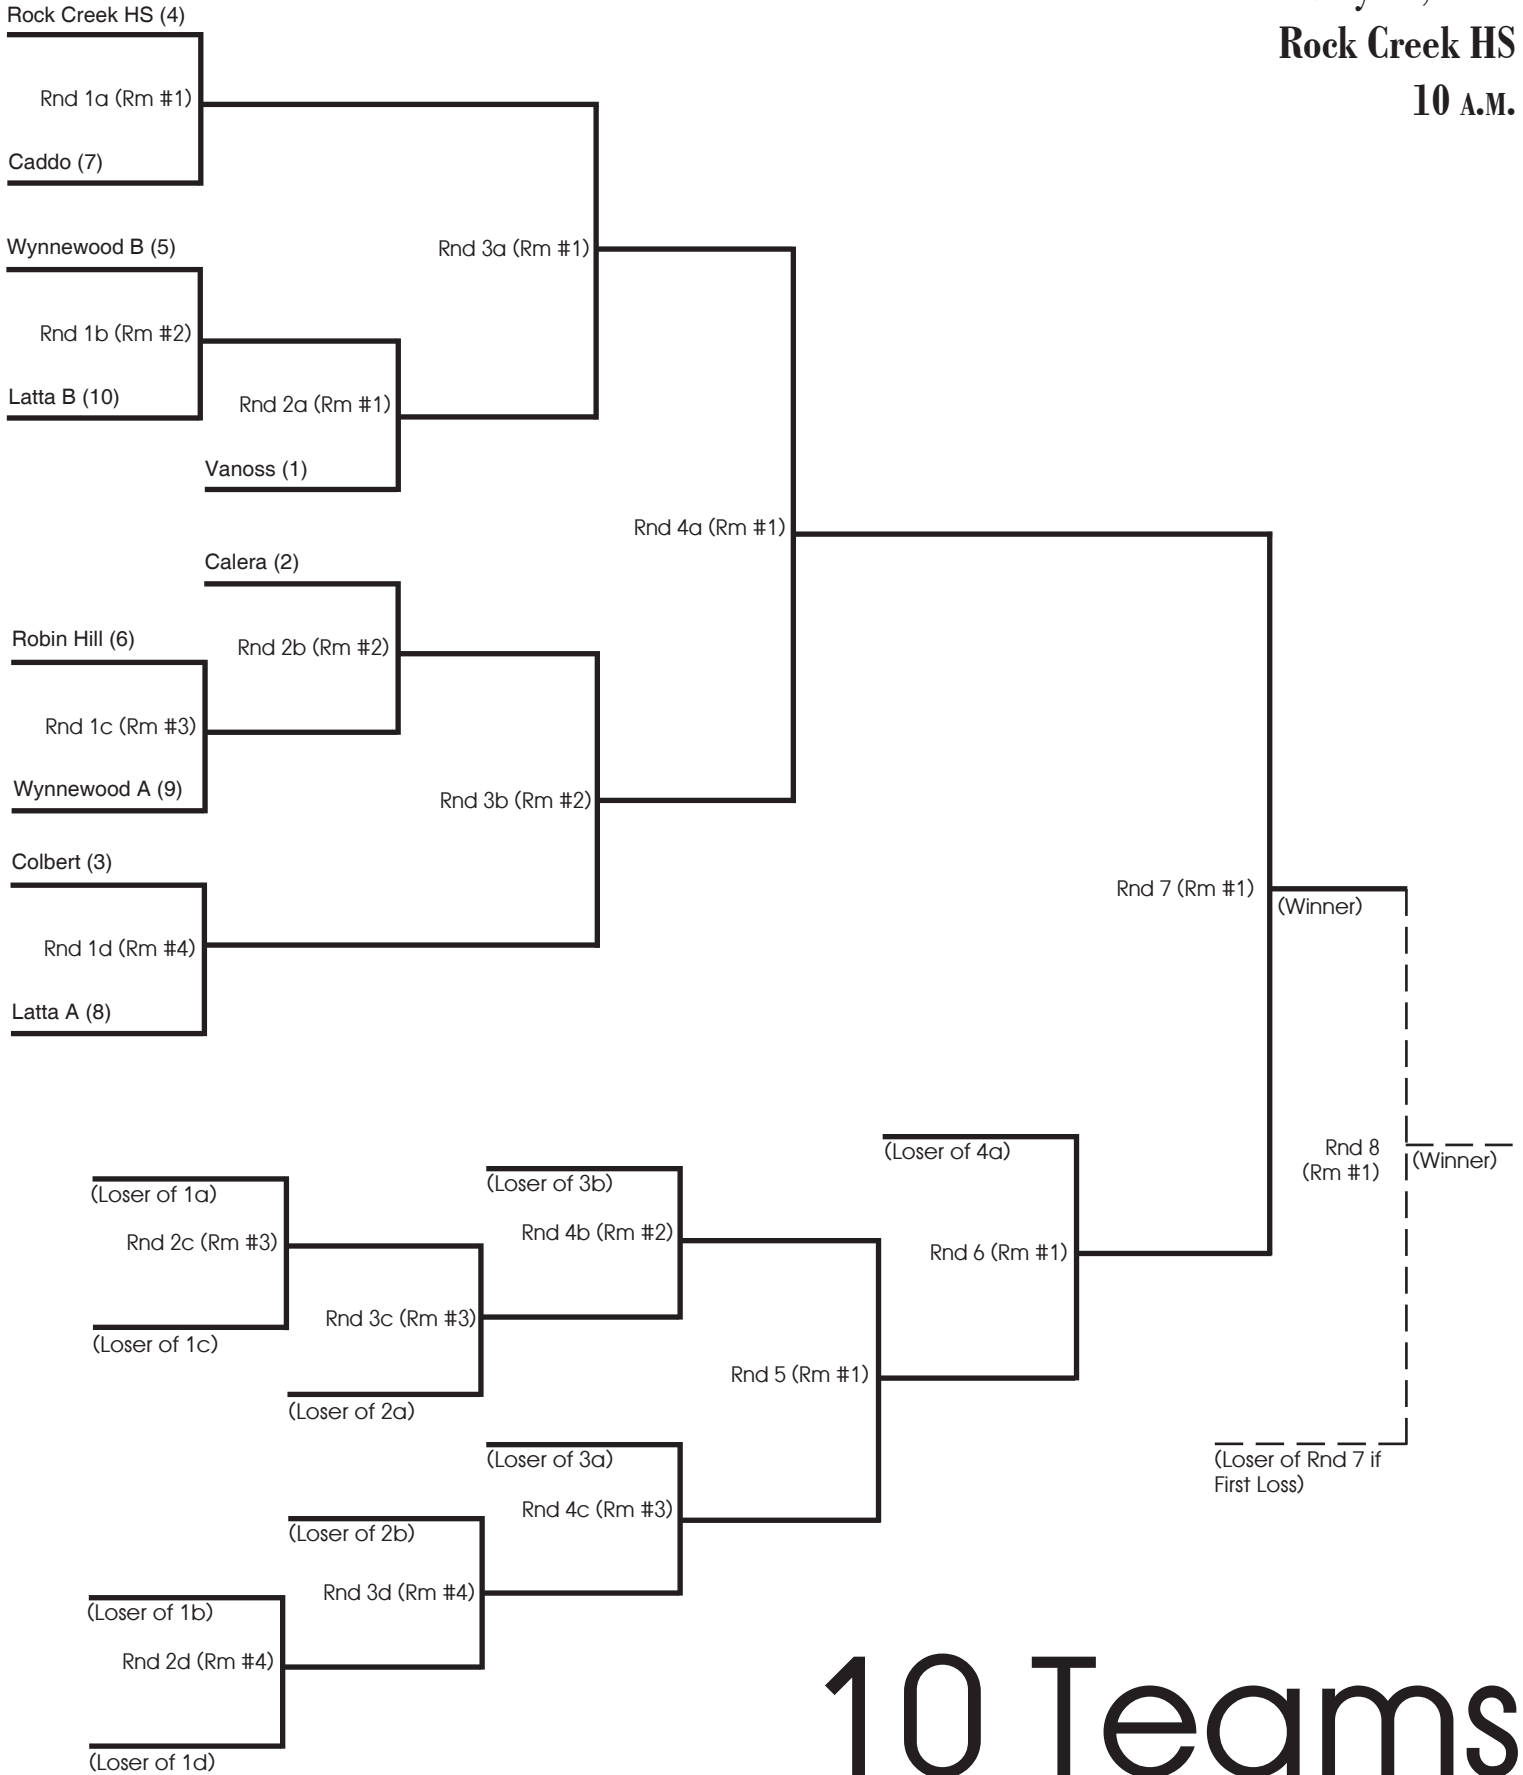 Rock Creek HS
10 A.M.
Rock Creek HS (4)
Rnd 1a (Rm #1)
Caddo (7)
Wynnewood B (5)
Rnd 3a (Rm #1)
Rnd 1b (Rm #2)
Latta B (10)
Rnd 2a (Rm #1)
Vanoss (1)
Rnd 4a (Rm #1)
Calera (2)
Robin Hill (6)
Rnd 2b (Rm #2)
Rnd 1c (Rm #3)
Wynnewood A (9)
Rnd 3b (Rm #2)
Colbert (3)
Rnd 7 (Rm #1)
(Winner)
Rnd 1d (Rm #4)
Latta A (8)
(Loser of 4a)
Rnd 8
(Rm #1)
(Winner)
(Loser of 1a)
(Loser of 3b)
Rnd 2c (Rm #3)
Rnd 4b (Rm #2)
Rnd 6 (Rm #1)
Rnd 3c (Rm #3)
(Loser of 1c)
Rnd 5 (Rm #1)
(Loser of 2a)
(Loser of 3a)
(Loser of Rnd 7 if
First Loss)
Rnd 4c (Rm #3)
(Loser of 2b)
Rnd 3d (Rm #4)
(Loser of 1b)
Rnd 2d (Rm #4)
(Loser of 1d)
10 Teams